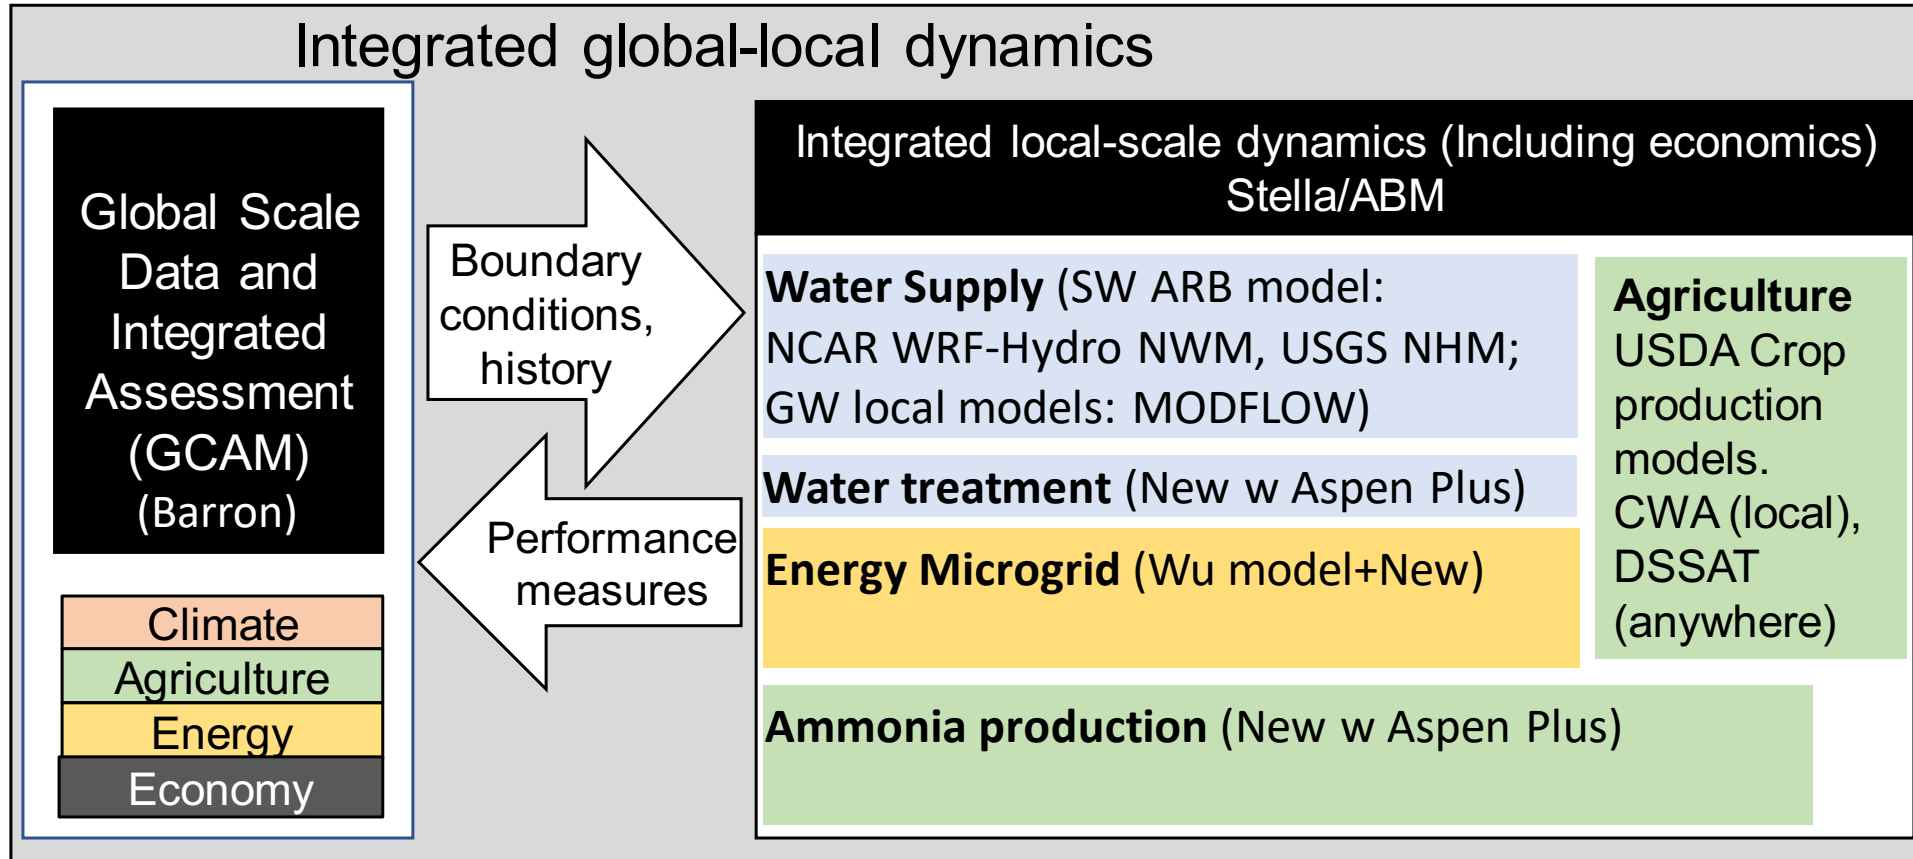 Integrated global-local dynamics
Global Scale
Data and
Integrated
Assessment
(GCAM)
(Barron)
Climate
Agriculture
Energy
Economy
Boundary
conditions,
history
Performance
measures
Integrated local-scale dynamics (Including economics)
Stella/ABM
Water Supply (SW ARB model:
NCAR WRF-Hydro NWM, USGS NHM;
GW local models: MODFLOW)
Water treatment (New w Aspen Plus)
Energy Microgrid (Wu model+New)
Ammonia production (New w Aspen Plus)
Agriculture
USDA Crop
production
models.
CWA (local),
DSSAT
(anywhere)